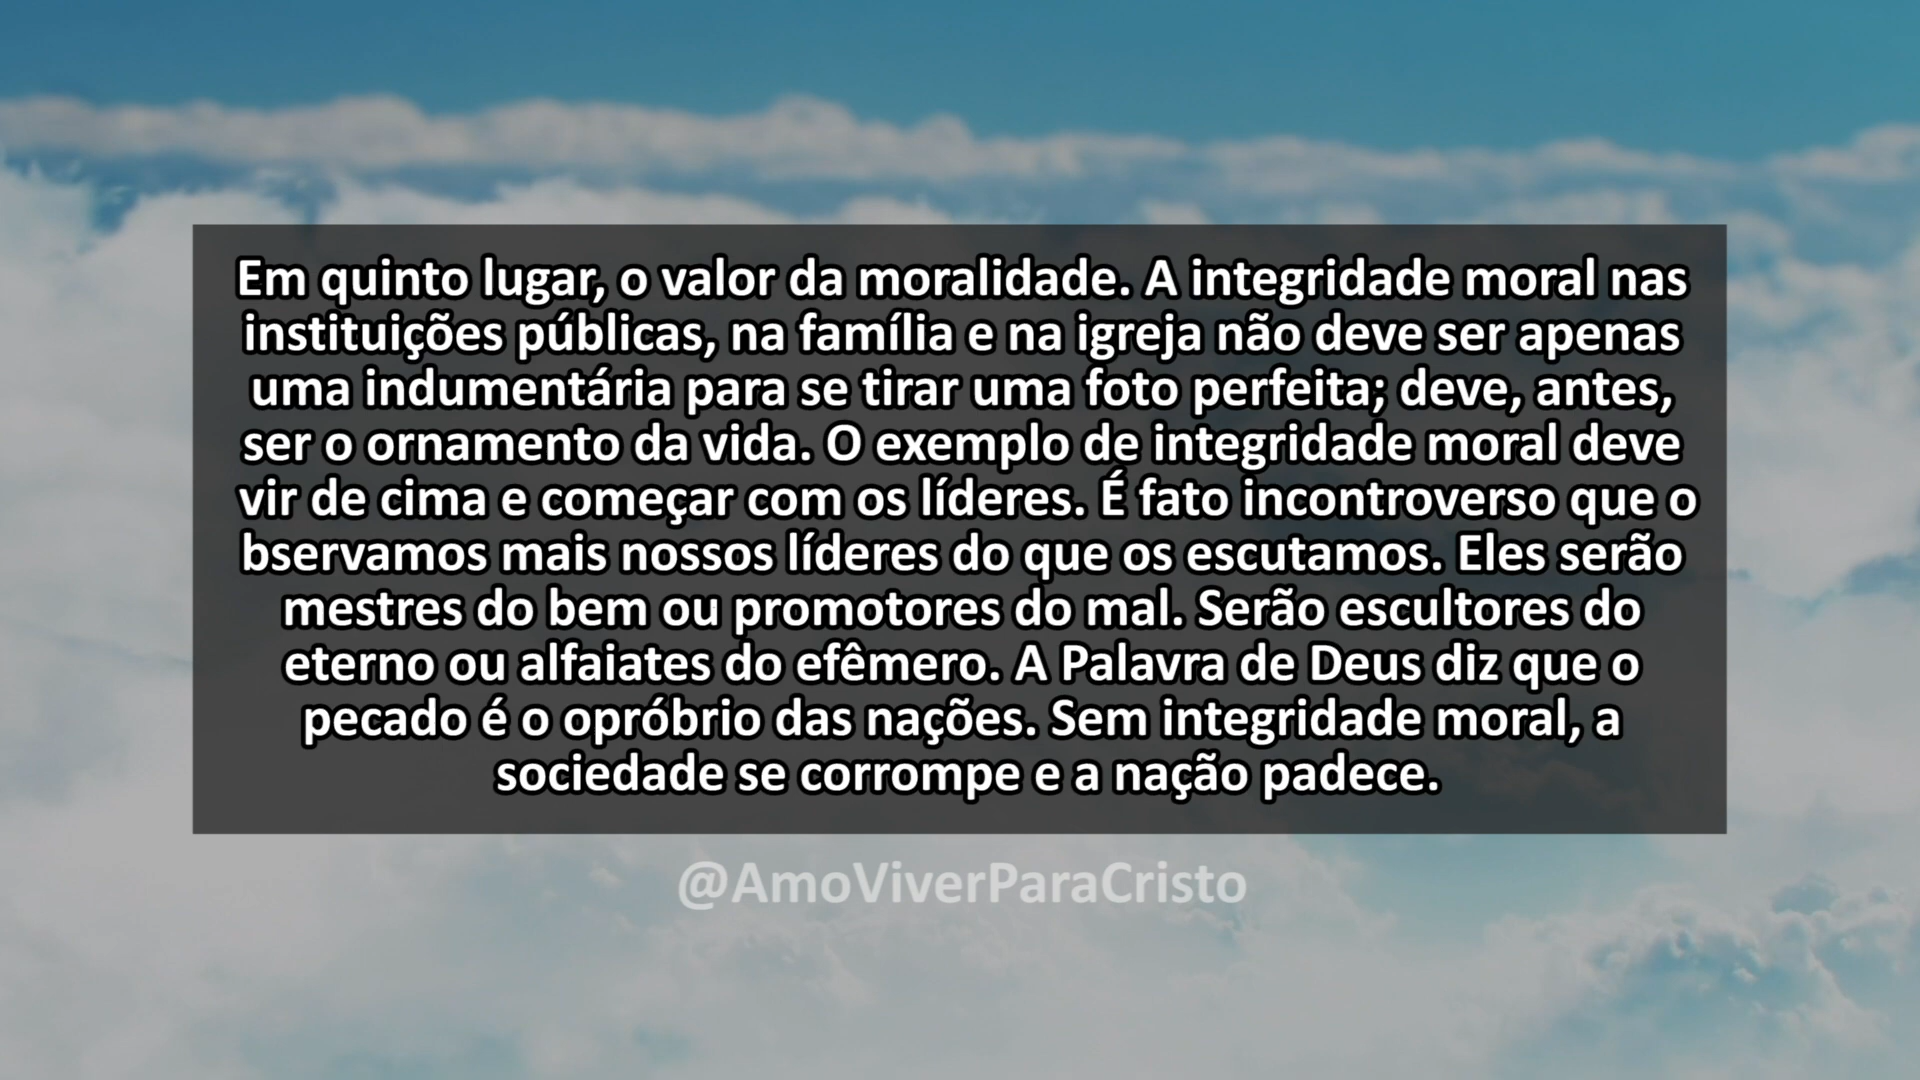 Em quinto lugar, o valor da moralidade. A integridade moral nas
instituições públicas, na família e na igreja não deve ser apenas
uma indumentária para se tirar uma foto perfeita; deve, antes,
ser o ornamento da vida. O exemplo de integridade moral deve
vir de cima e começar com os líderes. É fato incontroverso que o
bservamos mais nossos líderes do que os escutamos. Eles serão
mestres do bem ou promotores do mal. Serão escultores do
eterno ou alfaiates do efêmero. A Palavra de Deus diz que o
pecado é o opróbrio das nações. Sem integridade moral, a
sociedade se corrompe e a nação padece.
@AmoViverParaCristo